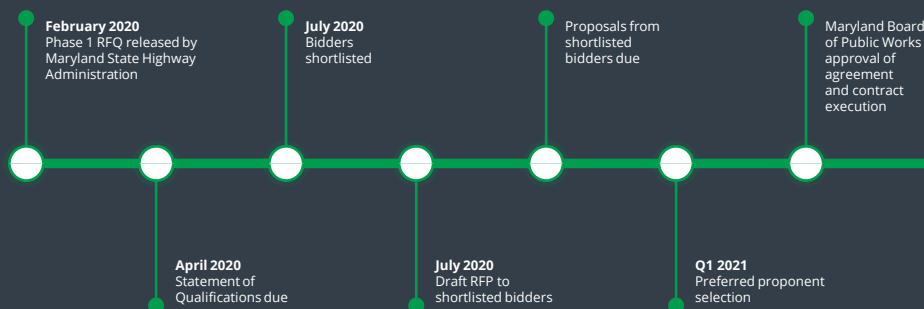 February 2020
Phase 1 RFQ released by
Maryland State Highway
Administration
April 2020
Statement of
Qualifications due
July 2020
Bidders
shortlisted
July 2020
Draft RFP to
shortlisted bidders
Proposals from
shortlisted
bidders due
Q1 2021
Preferred proponent
selection
Maryland Board
of Public Works
approval of
agreement
and contract
execution